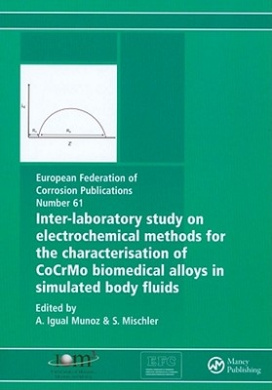 European Federation of
Corrosion Publications
Number 61
Inter-laboratory study on
electrochemical methods for
the characterisation of
CoCrMo biomedical alloys in
simulated body fluids
Edited by
A. Igual Munoz & S. Mischler
IOM3
EFC
Maney
Publishing